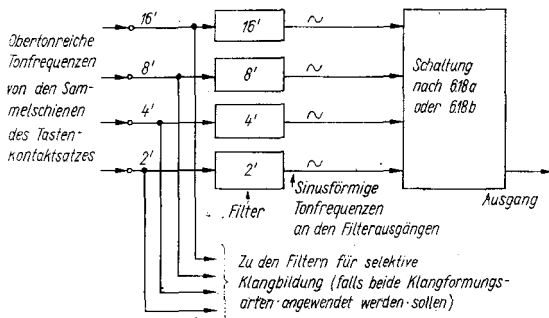 Obertonreiche
Tonfrequenzen
von den Sam-
melschienen
des Tasten-
kontaktsatzes
16'
8'
4'
2'
16'
8'
4'
2'
~
~
~
~
Filter
Sinusförmige
Tonfrequenzen
an den Filterausgängen
Schaltung
nach 6.18a
oder 6.18b
Ausgang
Zu den Filtern für selektive
Klangbildung (falls beide Klangformungs-
arten angewendet werden sollen)